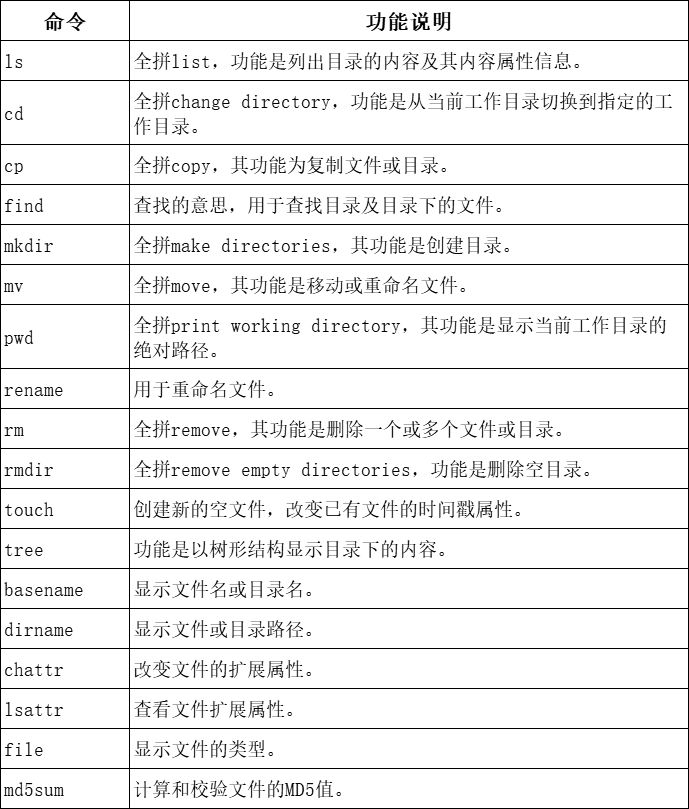 命令 功能说明
ls 全拼list，功能是列出目录的内容及其内容属性信息。
cd 全拼change directory，功能是从当前工作目录切换到指定的工
作目录。
cp 全拼copy，其功能为复制文件或目录。
find 查找的意思，用于查找目录及目录下的文件。
mkdir 全拼make directories，其功能是创建目录。
mv 全拼move，其功能是移动或重命名文件。
pwd 全拼print working directory，其功能是显示当前工作目录的
绝对路径。
rename 用于重命名文件。
rm 全拼remove，其功能是删除一个或多个文件或目录。
rmdir 全拼remove empty directories，功能是删除空目录。
touch 创建新的空文件，改变已有文件的时间戳属性。
tree 功能是以树形结构显示目录下的内容。
basename 显示文件名或目录名。
dirname 显示文件或目录路径。
chattr 改变文件的扩展属性。
lsattr 查看文件扩展属性。
file 显示文件的类型。
md5sum 计算和校验文件的MD5值。